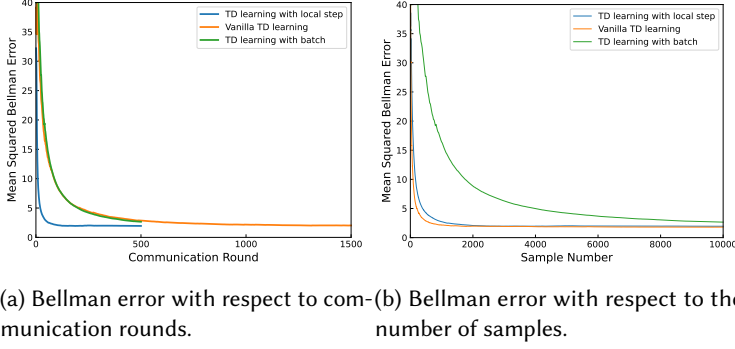 40
35
30
25
20
15
10
5
0
Mean Squared Bellman Error
TD learning with local step
Vanilla TD learning
TD learning with batch
0 500 1000 1500
Communication Round
40
35
30
25
20
15
10
5
0
Mean Squared Bellman Error
TD learning with local step
Vanilla TD learning
TD learning with batch
0 2000 4000 6000 8000 10000
Sample Number
(a) Bellman error with respect to com-
munication rounds.
(b) Bellman error with respect to the
number of samples.